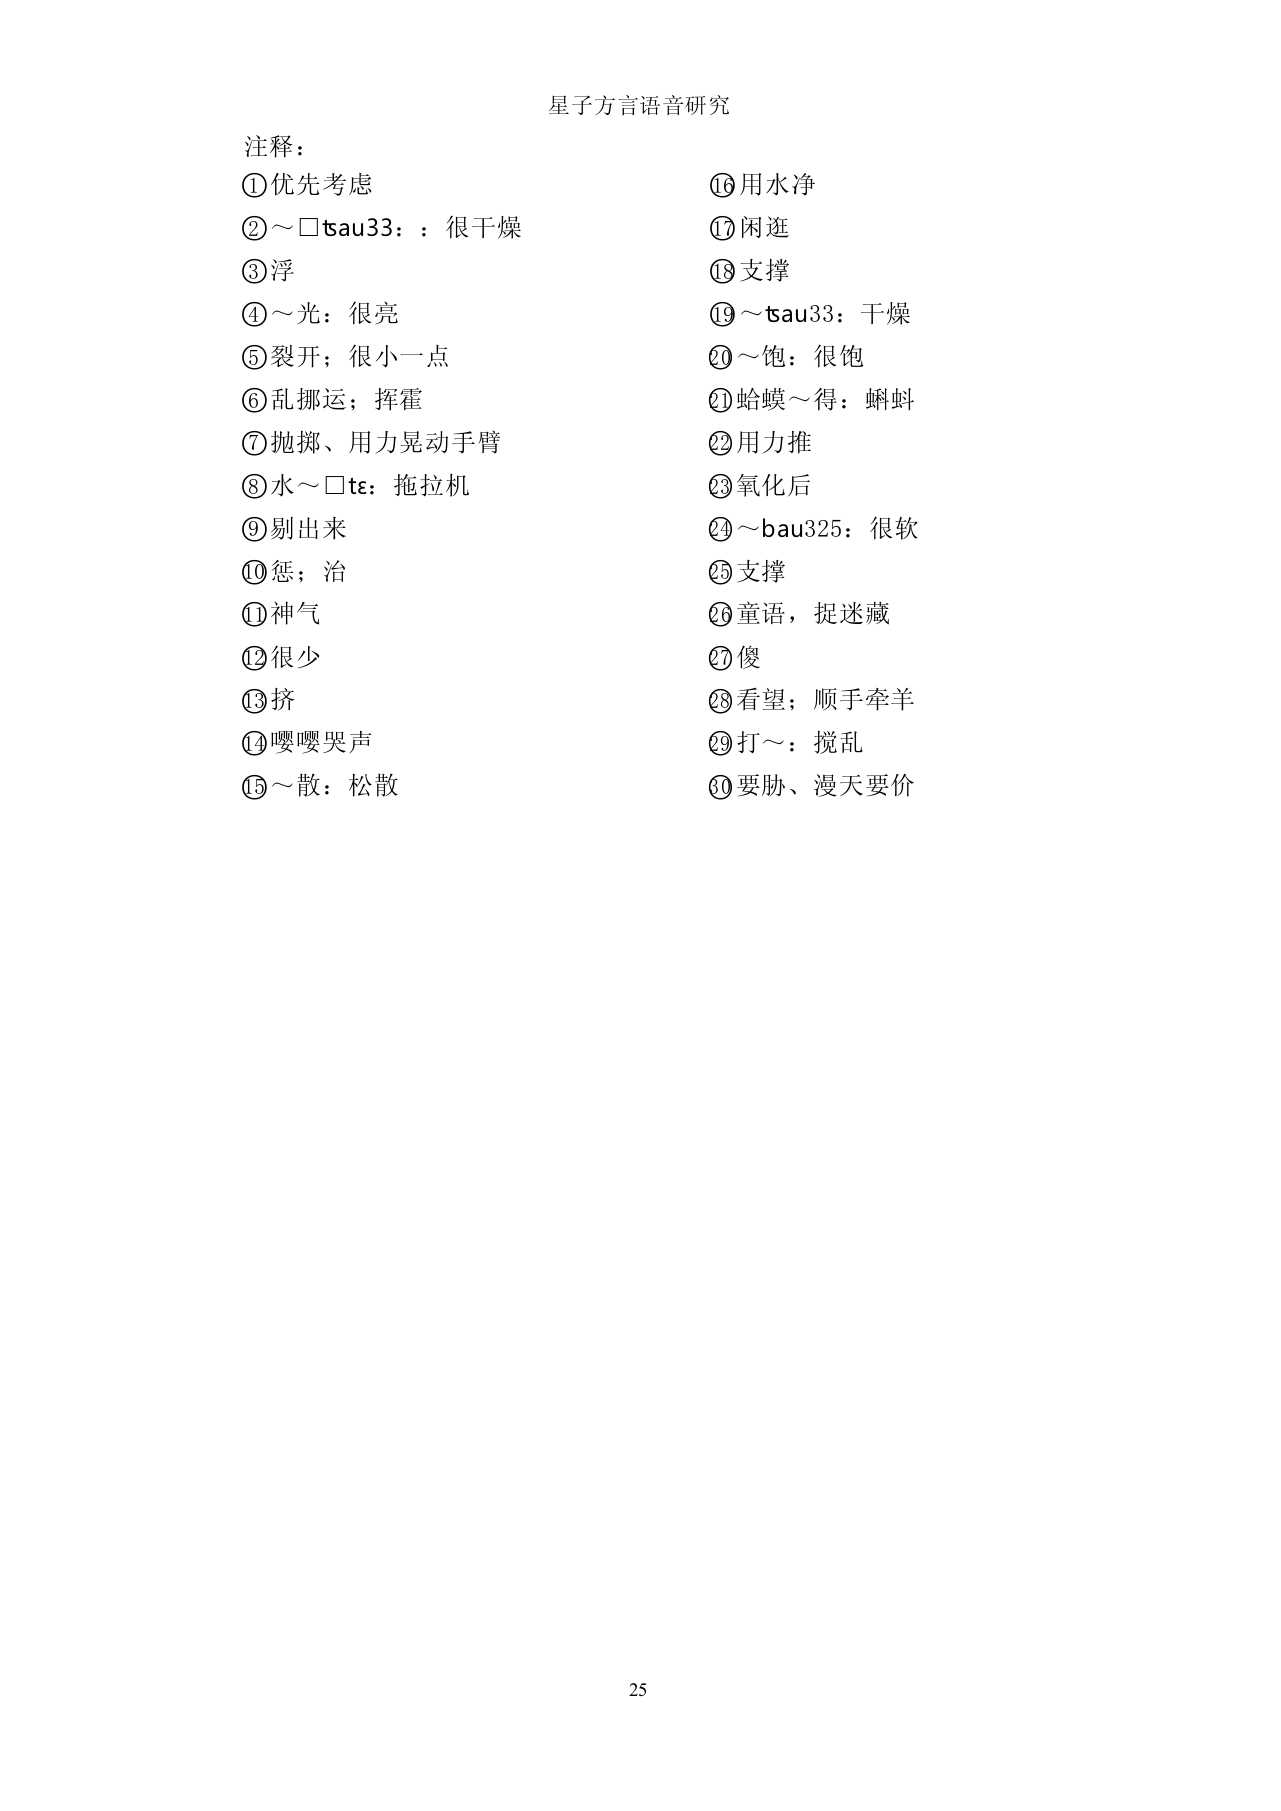 星子方言语音研究
注释：
①优先考虑
②～□ʦau33：：很干燥
③浮
④～光：很亮
⑤裂开；很小一点
⑥乱挪运；挥霍
⑦抛掷、用力晃动手臂
⑧水～□tɛ：拖拉机
⑨剔出来
⑩惩；治
⑪神气
⑫很少
⑬挤
⑭嘤嘤哭声
⑮～散：松散
⑯用水净
⑰闲逛
⑱支撑
⑲～ʦau33：干燥
⑳～饱：很饱
㉑蛤蟆～得：蝌蚪
㉒用力推
㉓氧化后
㉔～bau325：很软
㉕支撑
㉖童语，捉迷藏
㉗傻
㉘看望；顺手牵羊
㉙打～：搅乱
㉚要胁、漫天要价
25